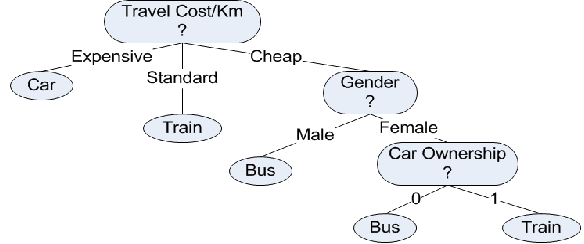 Travel Cost/Km
?
Expensive
Standard
Cheap
Car
Train
Gender
?
Male
Female
Bus
Car Ownership
?
0
1
Bus
Train